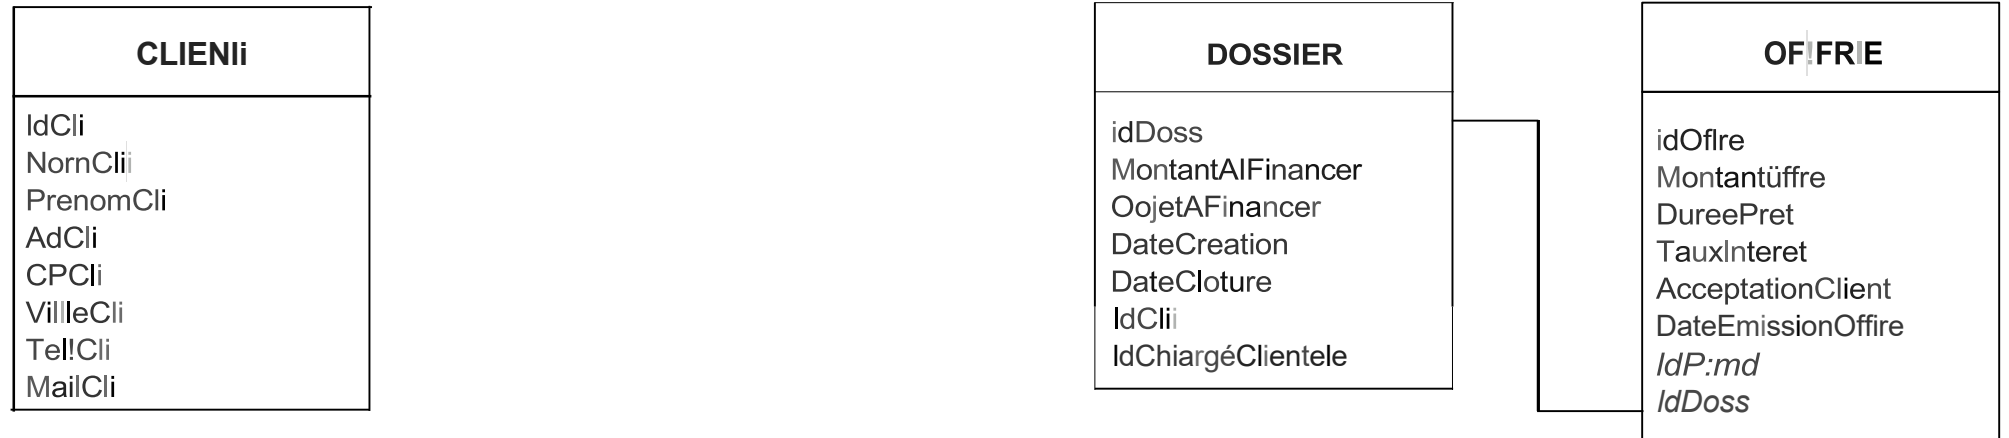 CLIENIi
IdCli
NornClii
PrenomCli
AdCli
CPCli
VillleCli
Tel!Cli
MailCli
DOSSIER
idDoss
MontantAIFinancer
OojetAFinancer
DateCreation
DateCloture
IdClii
IdChiargéClientele
OF!FRIE
idOflre
Montantüffre
DureePret
TauxInteret
AcceptationClient
DateEmissionOffire
IdP:md
IdDoss